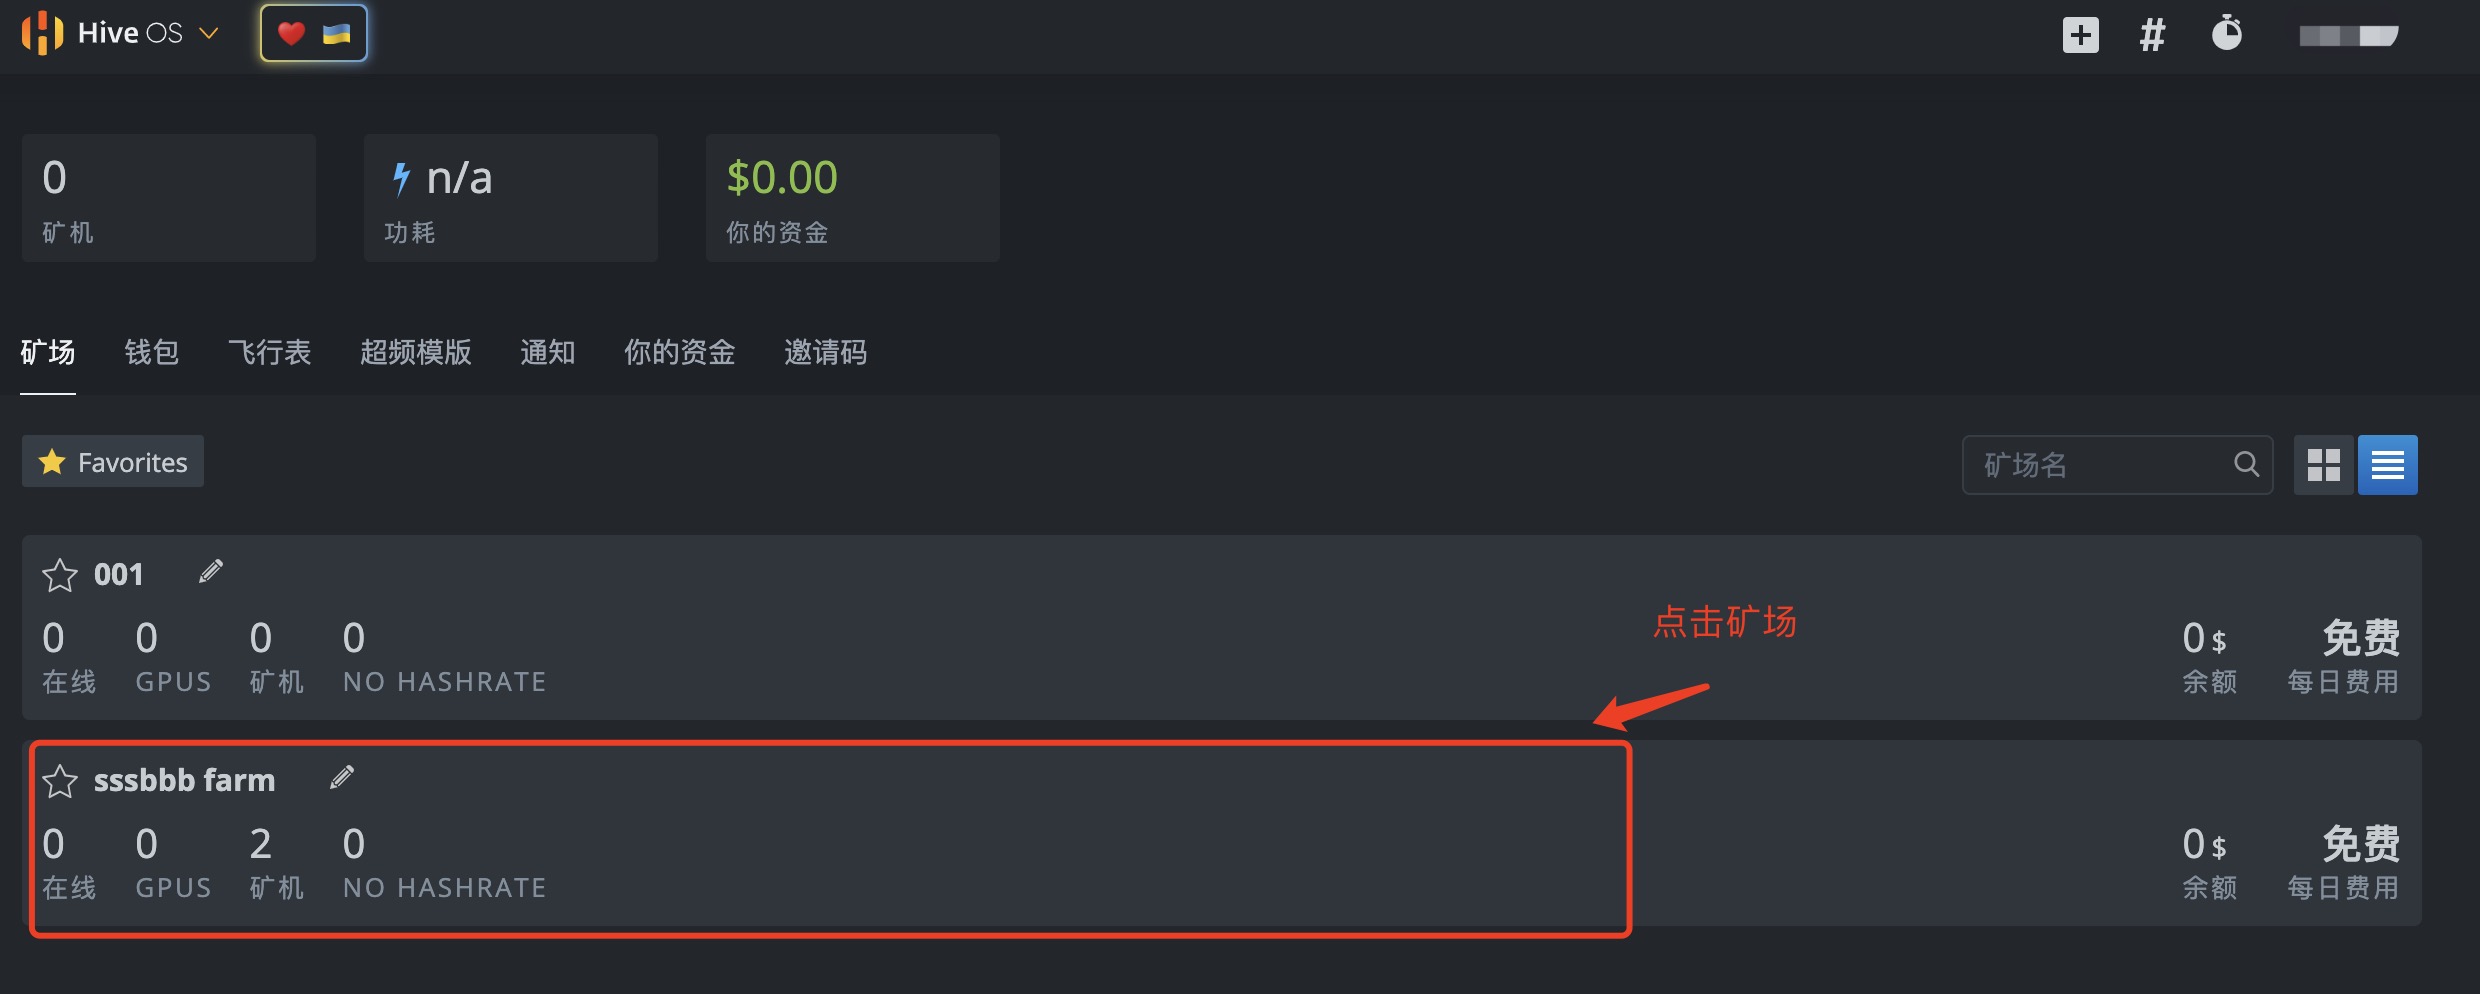 Hive OS
0
矿机
n/a
功耗
$0.00
你的资金
矿场 钱包 飞行表 超频模版 通知 你的资金 邀请码
Favorites
矿场名
001
0 0 0 0
在线 GPUS 矿机 NO HASHRATE
0 $ 免费
余额 每日费用
点击矿场
sssbbb farm
0 0 2 0
在线 GPUS 矿机 NO HASHRATE
0 $ 免费
余额 每日费用